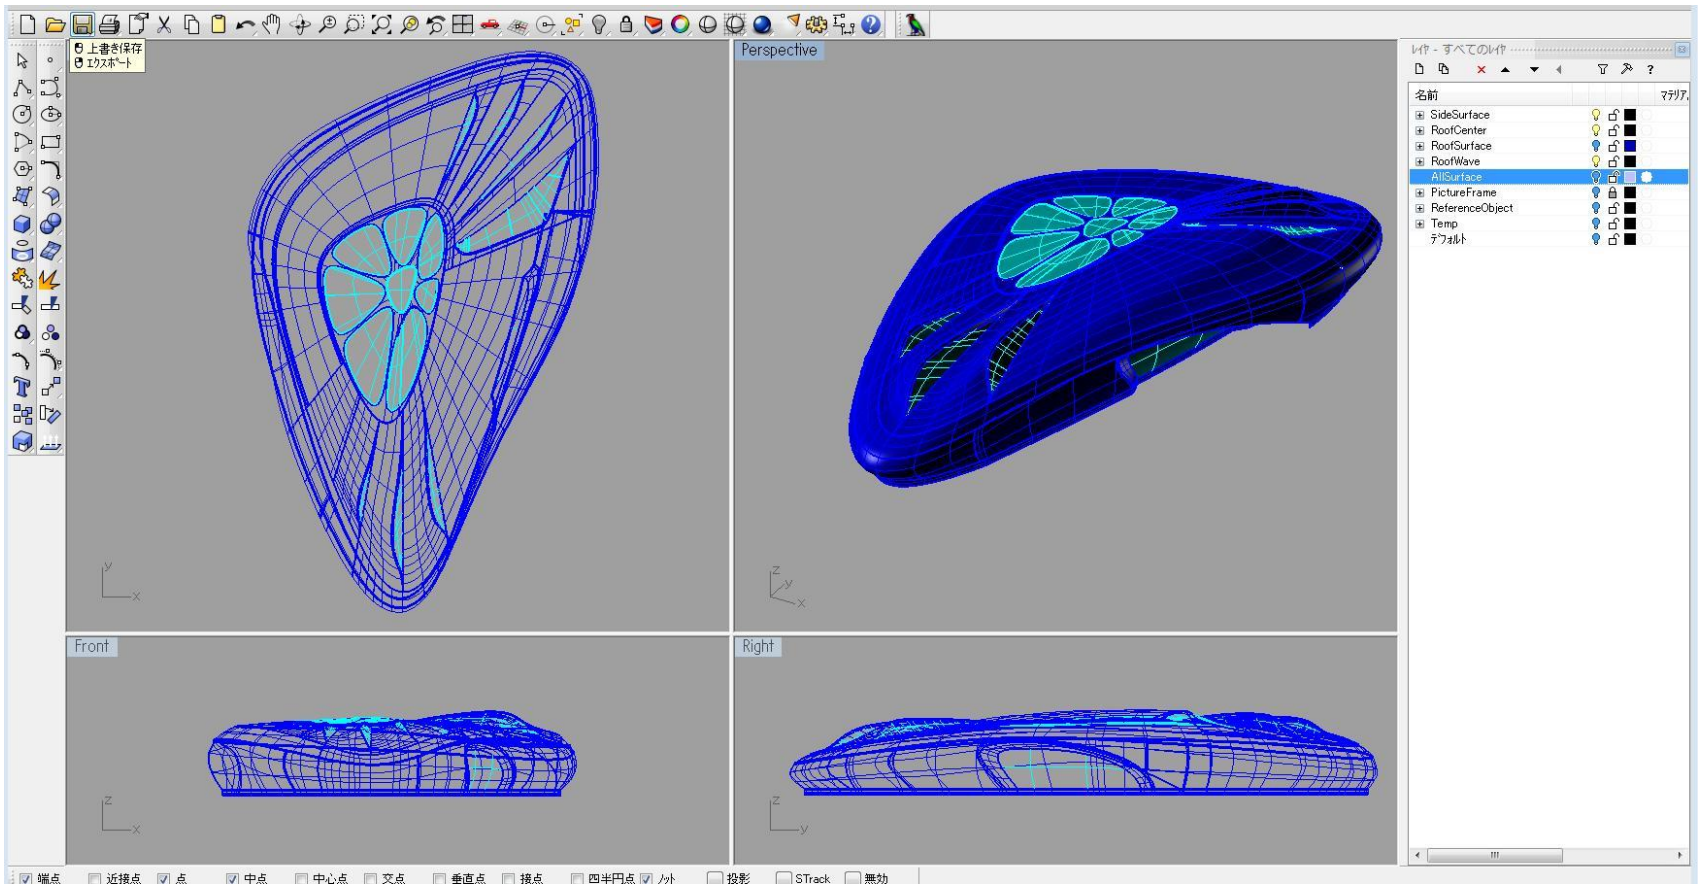 上書き保存
エクスポート
Perspective
レイヤ - すべてのレイヤ
名前
マテリア.
SideSurface
RoofCenter
RoofSurface
RoofWave
AllSurface
PictureFrame
ReferenceObject
Temp
デフォルト
y
x
z
y
x
Front
Right
z
x
z
y
端点
近接点
点
中点
中心点
交点
垂直点
接点
四半円点
ノット
投影
STrack
無効